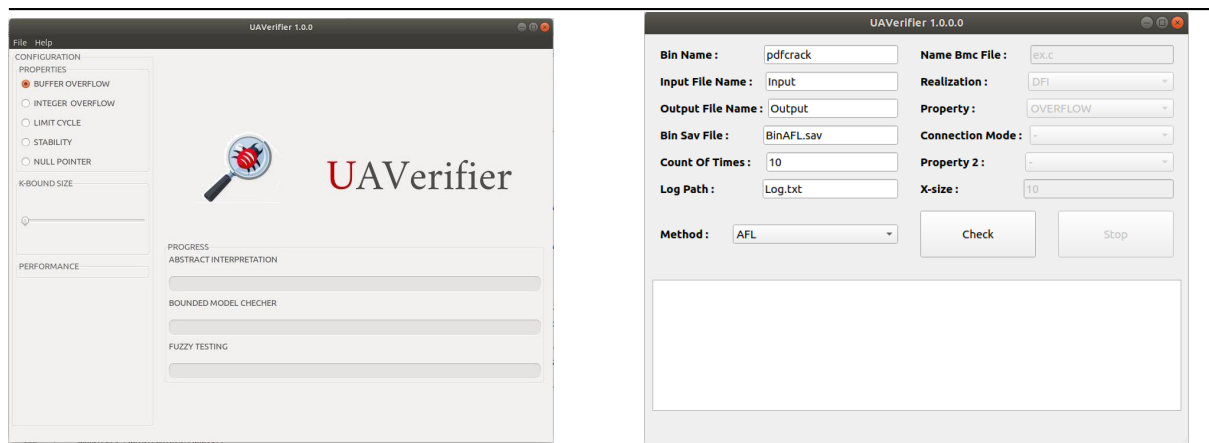 UAVerifier 1.0.0
File Help
CONFIGURATION
PROPERTIES
BUFFER OVERFLOW
INTEGER OVERFLOW
LIMIT CYCLE
STABILITY
NULL POINTER
K-BOUND SIZE
PERFORMANCE
UAVerifier
PROGRESS
ABSTRACT INTERPRETATION
BOUNDED MODEL CHECHER
FUZZY TESTING
UAVerifier 1.0.0.0
Bin Name : pdfcrack Name Bmc File : ex.c
Input File Name : Input Realization : DFI
Output File Name : Output Property : OVERFLOW
Bin Sav File : BinAFL.sav Connection Mode : -
Count Of Times : 10 Property 2 : -
Log Path : Log.txt X-size : 10
Method : AFL Check Stop